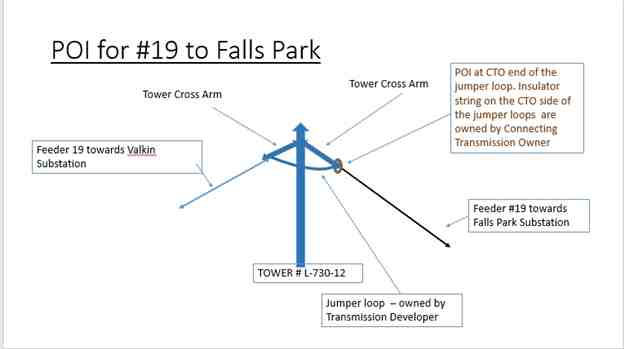 POI for #19 to Falls Park
Tower Cross Arm
Tower Cross Arm
POI at CTO end of the
jumper loop. Insulator
string on the CTO side of
the jumper loops are
owned by Connecting
Transmission Owner
Feeder 19 towards Valkin
Substation
Feeder #19 towards
Falls Park Substation
TOWER # L-730-12
Jumper loop – owned by
Transmission Developer